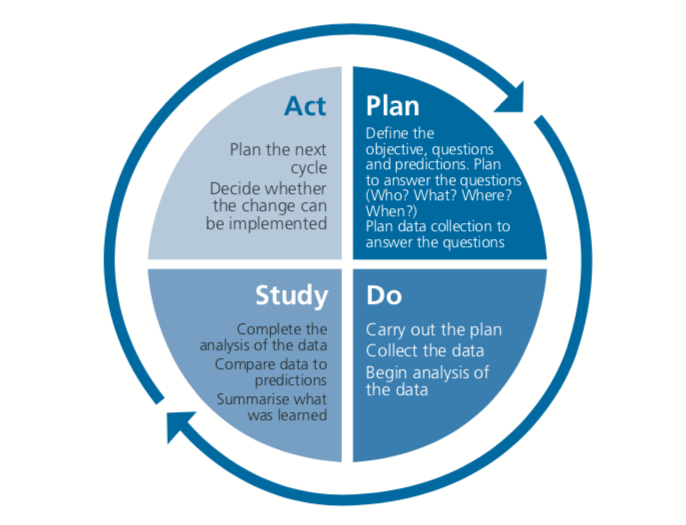 Act
Plan the next
cycle
Decide whether
the change can
be implemented
Plan
Define the
objective, questions
and predictions. Plan
to answer the questions
(Who? What? Where?
When?)
Plan data collection to
answer the questions
Study
Complete the
analysis of the data
Compare data to
predictions
Summarise what
was learned
Do
Carry out the plan
Collect the data
Begin analysis of
the data